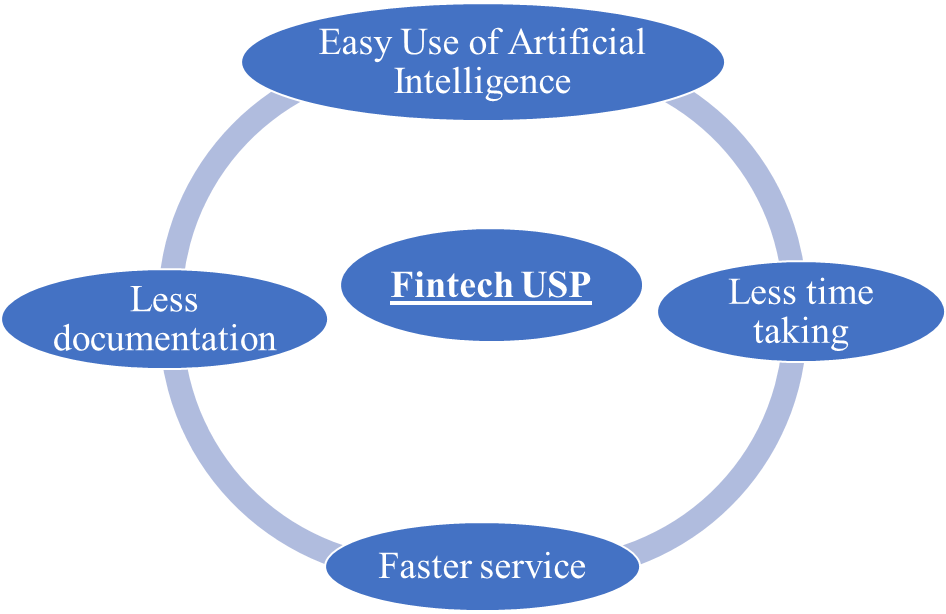 Easy Use of Artificial
Intelligence
Fintech USP
Less
documentation
Less time
taking
Faster service